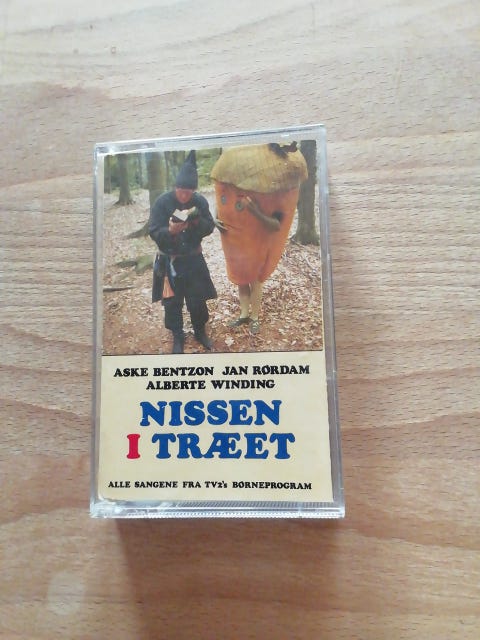 ASKE BENTZON JAN RØRDAM
ALBERTE WINDING
NISSEN
I TRÆET
ALLE SANGENE FRA TV2's BØRNEPROGRAM